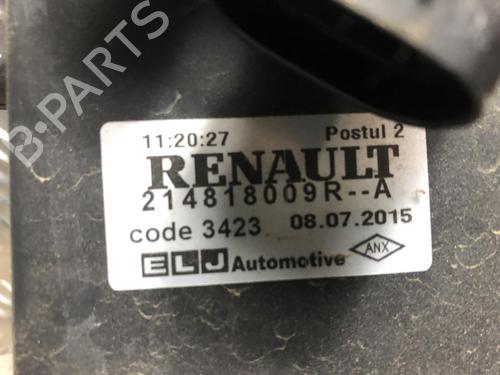 B-PARTS
11:20:27 Postul 2
RENAULT
214818009R--A
code 3423 08.07.2015
ELJ Automotive ANX